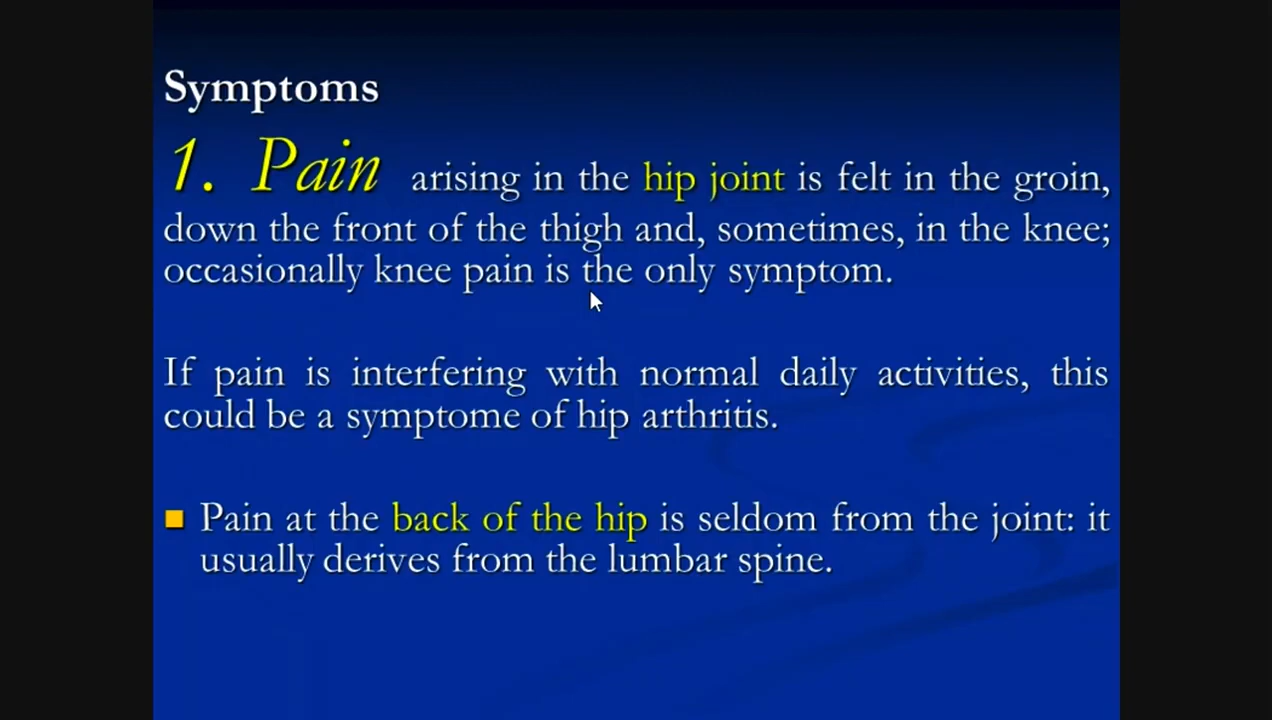 Symptoms
1. Pain arising in the hip joint is felt in the groin,
down the front of the thigh and, sometimes, in the knee;
occasionally knee pain is the only symptom.
If pain is interfering with normal daily activities, this
could be a symptome of hip arthritis.
Pain at the back of the hip is seldom from the joint: it
usually derives from the lumbar spine.